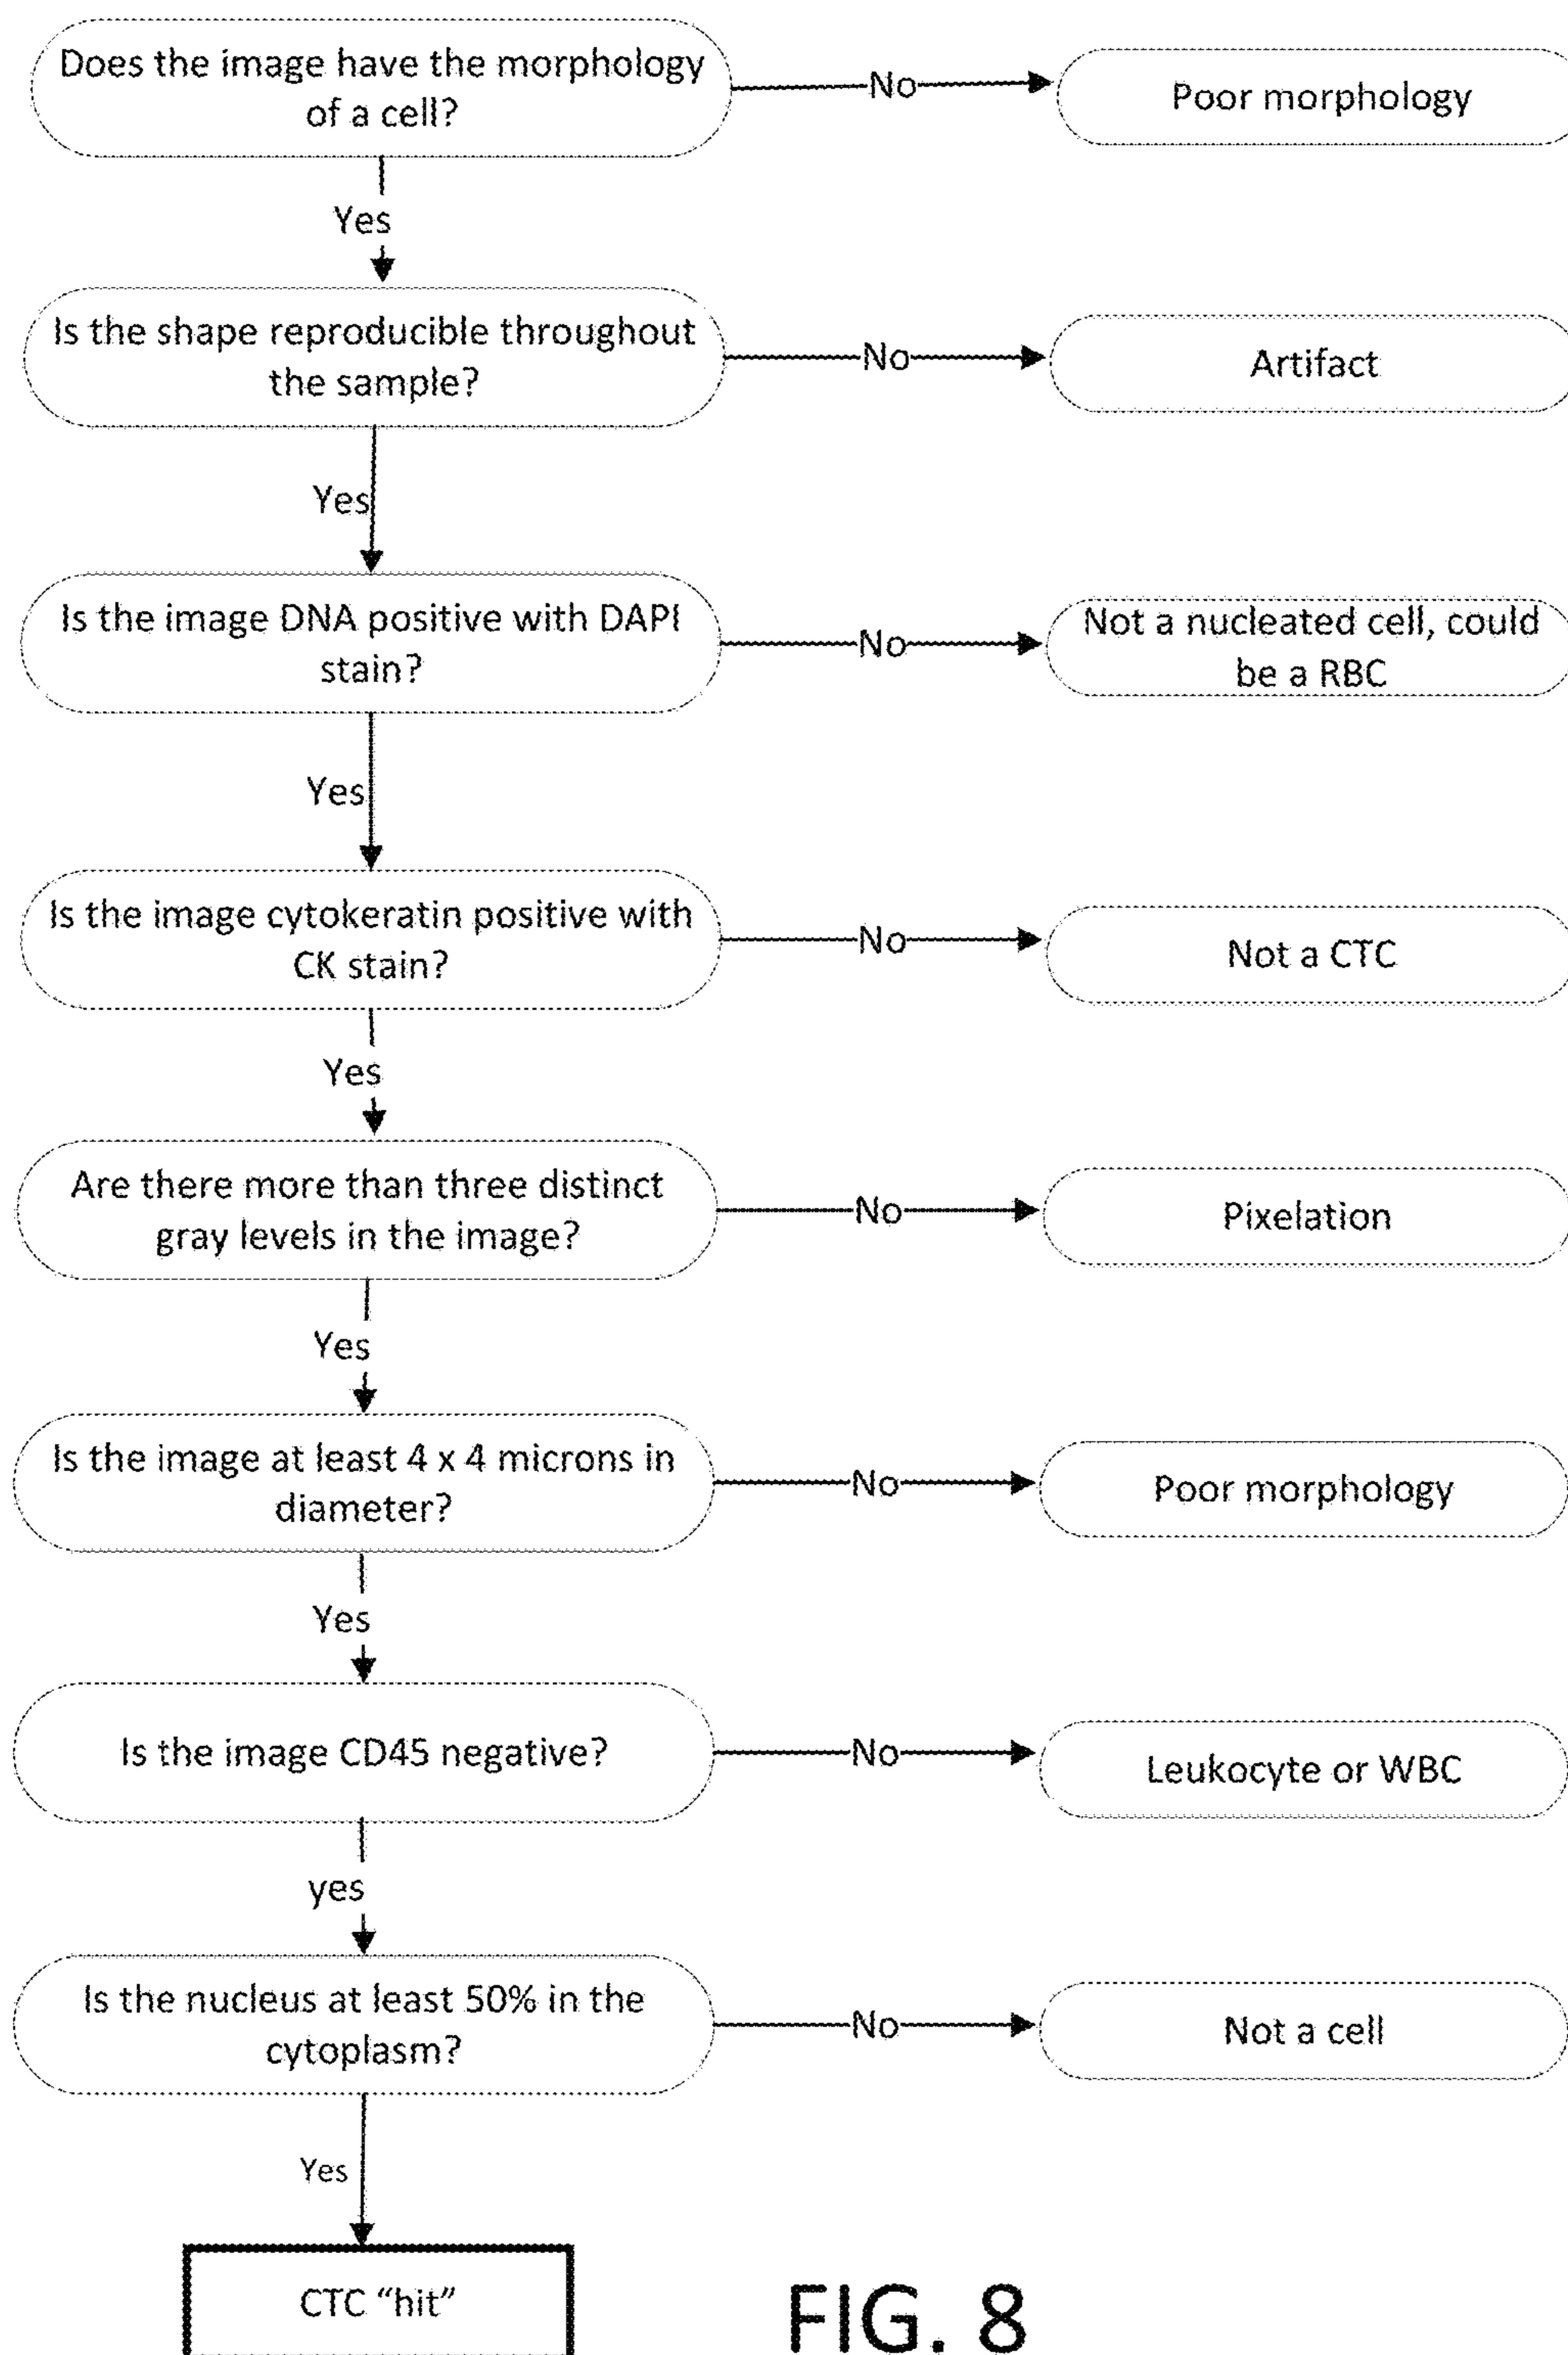 Does the image have the morphology
of a cell?
No
Poor morphology
Yes
Is the shape reproducible throughout
the sample?
No
Artifact
Yes
Is the image DNA positive with DAPI
stain?
No
Not a nucleated cell, could
be a RBC
Yes
Is the image cytokeratin positive with
CK stain?
No
Not a CTC
Yes
Are there more than three distinct
gray levels in the image?
No
Pixelation
Yes
Is the image at least 4 x 4 microns in
diameter?
No
Poor morphology
Yes
Is the image CD45 negative?
No
Leukocyte or WBC
yes
Is the nucleus at least 50% in the
cytoplasm?
No
Not a cell
Yes
CTC “hit”
FIG. 8